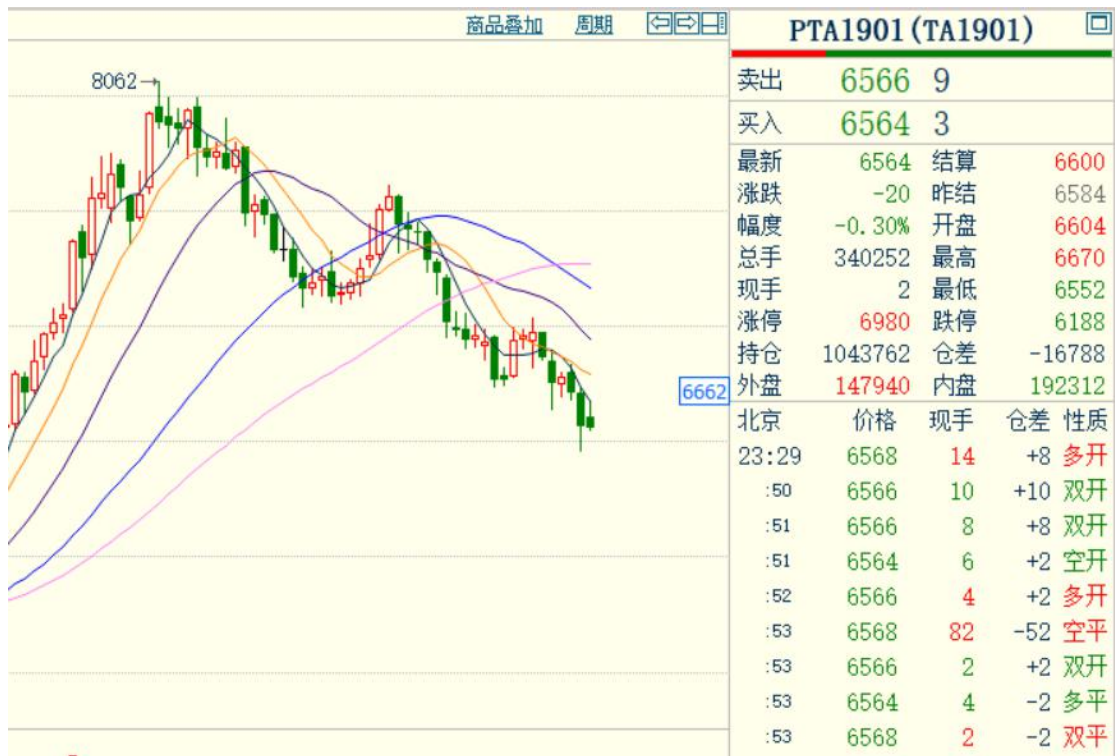 商品叠加 周期
8062
6662
PTA1901(TA1901)
卖出 6566 9
买入 6564 3
最新 6564 结算 6600
涨跌 -20 昨结 6584
幅度 -0.30% 开盘 6604
总手 340252 最高 6670
现手 2 最低 6552
涨停 6980 跌停 6188
持仓 1043762 仓差 -16788
外盘 147940 内盘 192312
北京 价格 现手 仓差 性质
23:29 6568 14 +8 多开
:50 6566 10 +10 双开
:51 6566 8 +8 双开
:51 6564 6 +2 空开
:52 6566 4 +2 多开
:53 6568 82 -52 空平
:53 6566 2 +2 双开
:53 6564 4 -2 多平
:53 6568 2 -2 双平